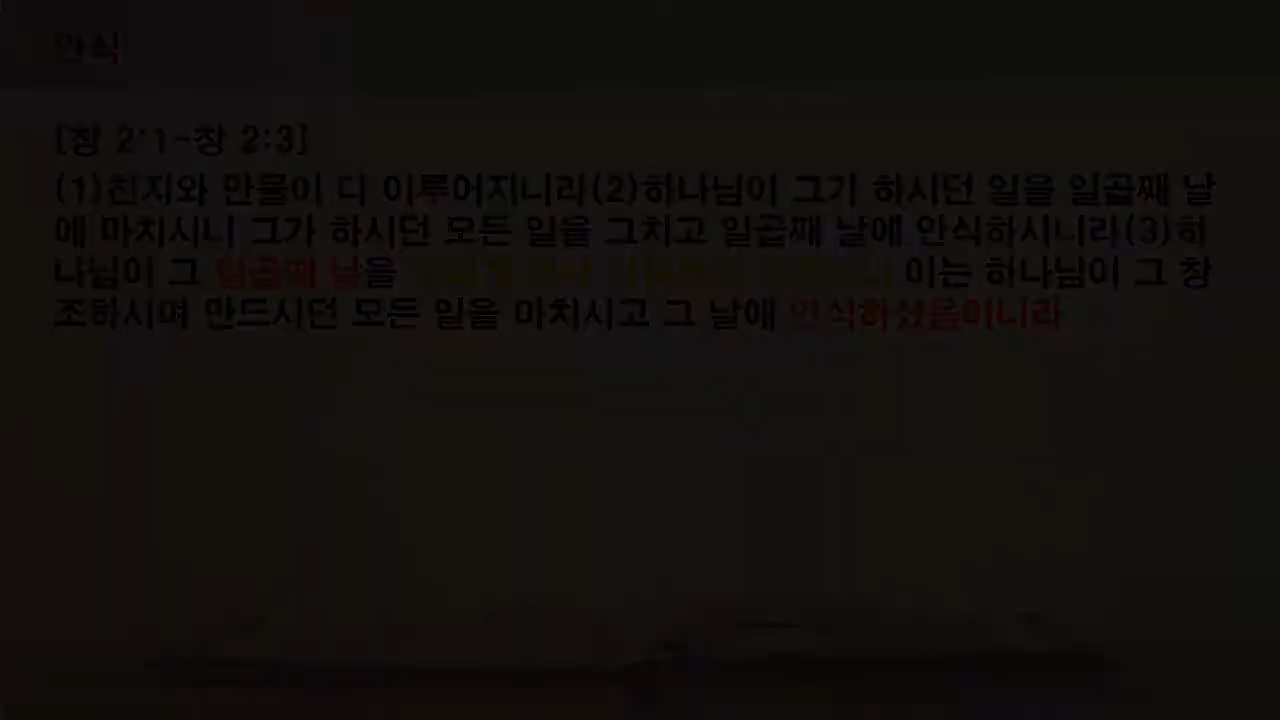 안식
[창 2:1-창 2:3]
(1)천지와 만물이 다 이루어지니라(2)하나님이 그가 하시던 일을 일곱째 날
에 마치시니 그가 하시던 모든 일을 그치고 일곱째 날에 안식하시니라(3)하
나님이 그 일곱째 날을 이는 하나님이 그 창
조하시며 만드시던 모든 일을 마치시고 그 날에 안식하셨음이니라